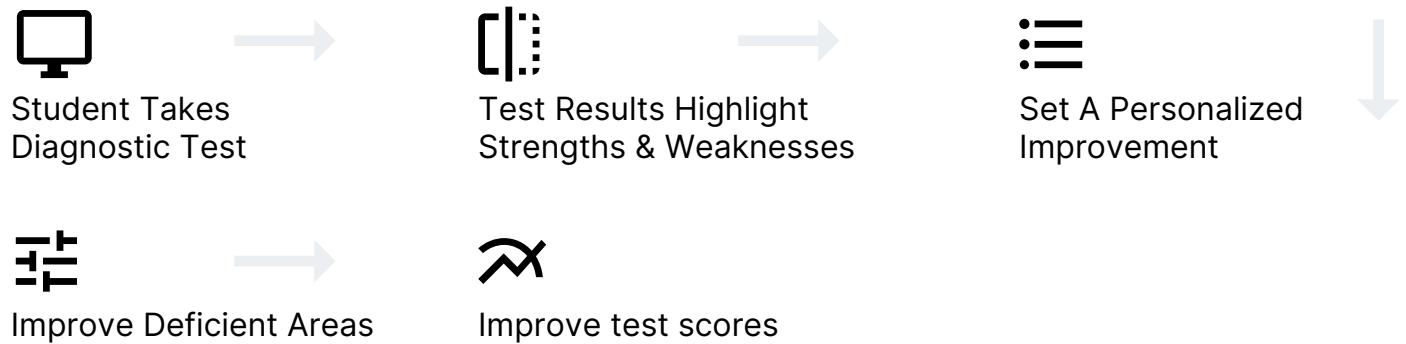 Student Takes
Diagnostic Test
Test Results Highlight
Strengths & Weaknesses
Set A Personalized
Improvement
Improve Deficient Areas
Improve test scores